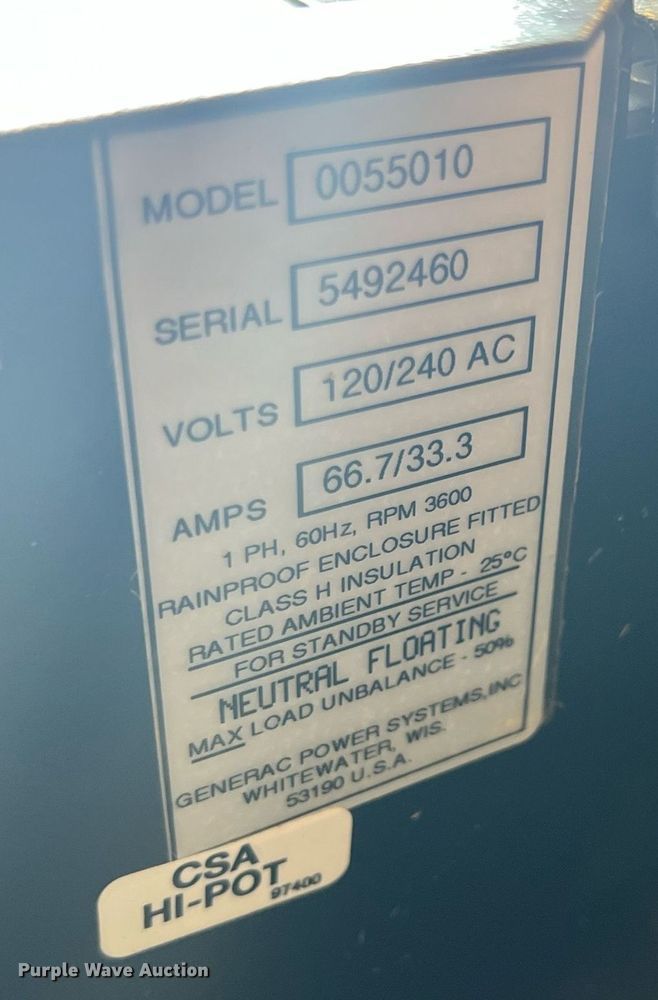 MODEL 0055010
SERIAL 5492460
VOLTS 120/240 AC
AMPS 66.7/33.3
1 PH, 60Hz, RPM 3600
RAINPROOF ENCLOSURE FITTED
CLASS H INSULATION
RATED AMBIENT TEMP - 25°C
FOR STANDBY SERVICE
NEUTRAL FLOATING
MAX LOAD UNBALANCE - 50%
GENERAC POWER SYSTEMS,INC
WHITEWATER, WIS.
53190 U.S.A.
CSA
HI-POT 97400
Purple Wave Auction